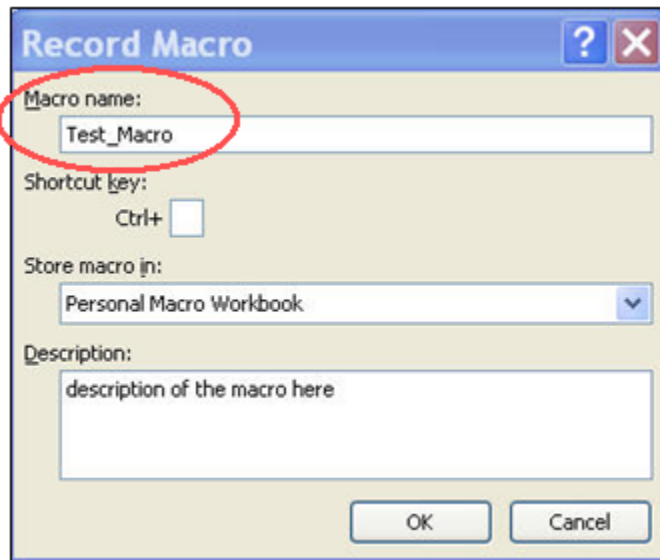 Record Macro ?
Macro name:
Test_Macro
Shortcut key:
Ctrl+
Store macro in:
Personal Macro Workbook
Description:
description of the macro here
OK Cancel